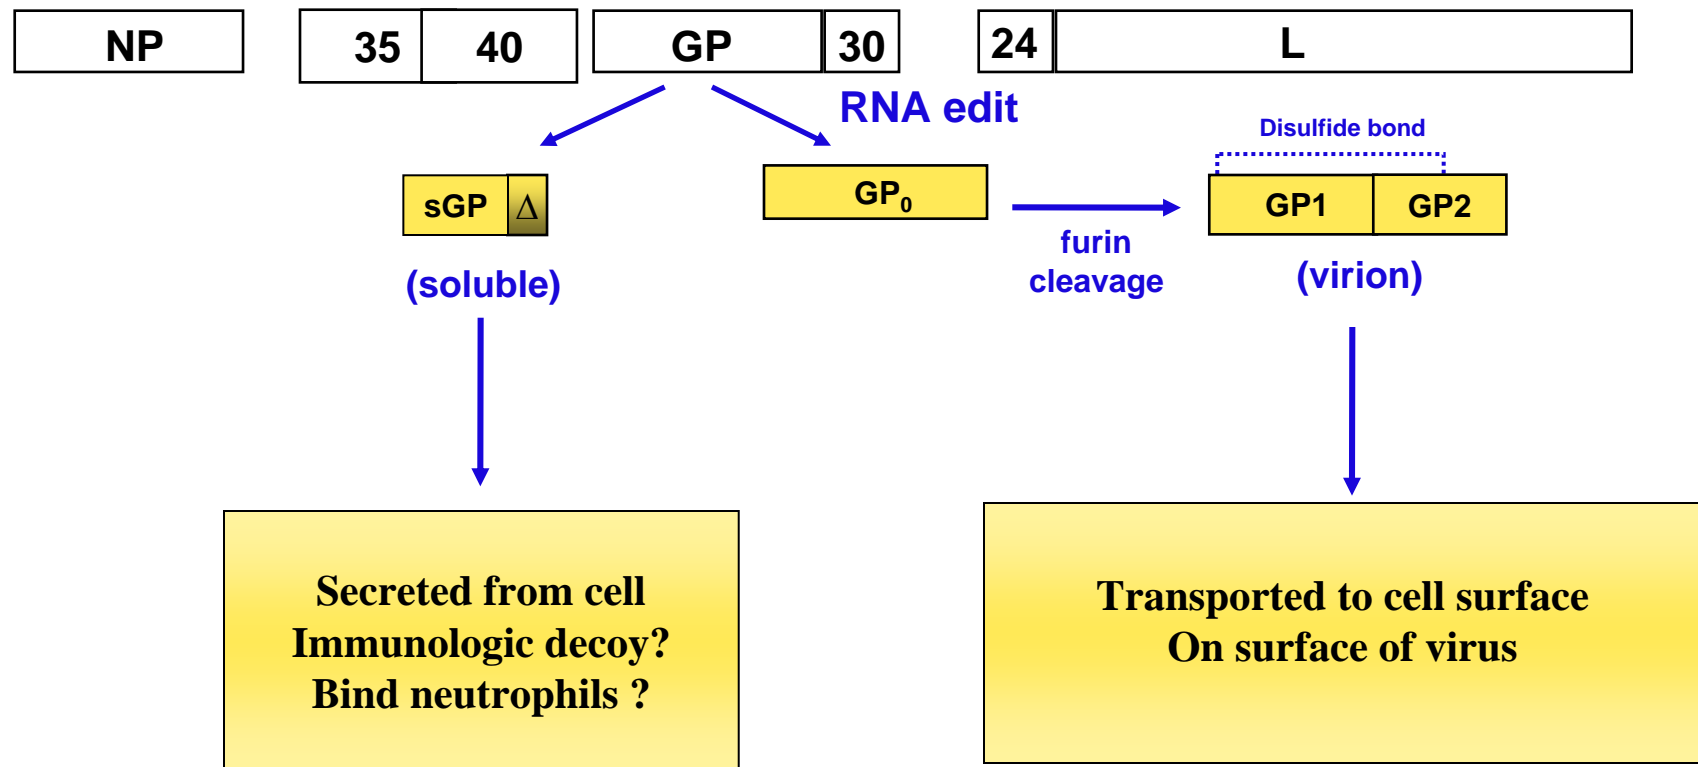 NP 35 40 GP 30 24 L
RNA edit
Disulfide bond
sGP Δ GP₀ GP1 GP2
furin
cleavage
(soluble) (virion)
Secreted from cell
Immunologic decoy?
Bind neutrophils ?
Transported to cell surface
On surface of virus